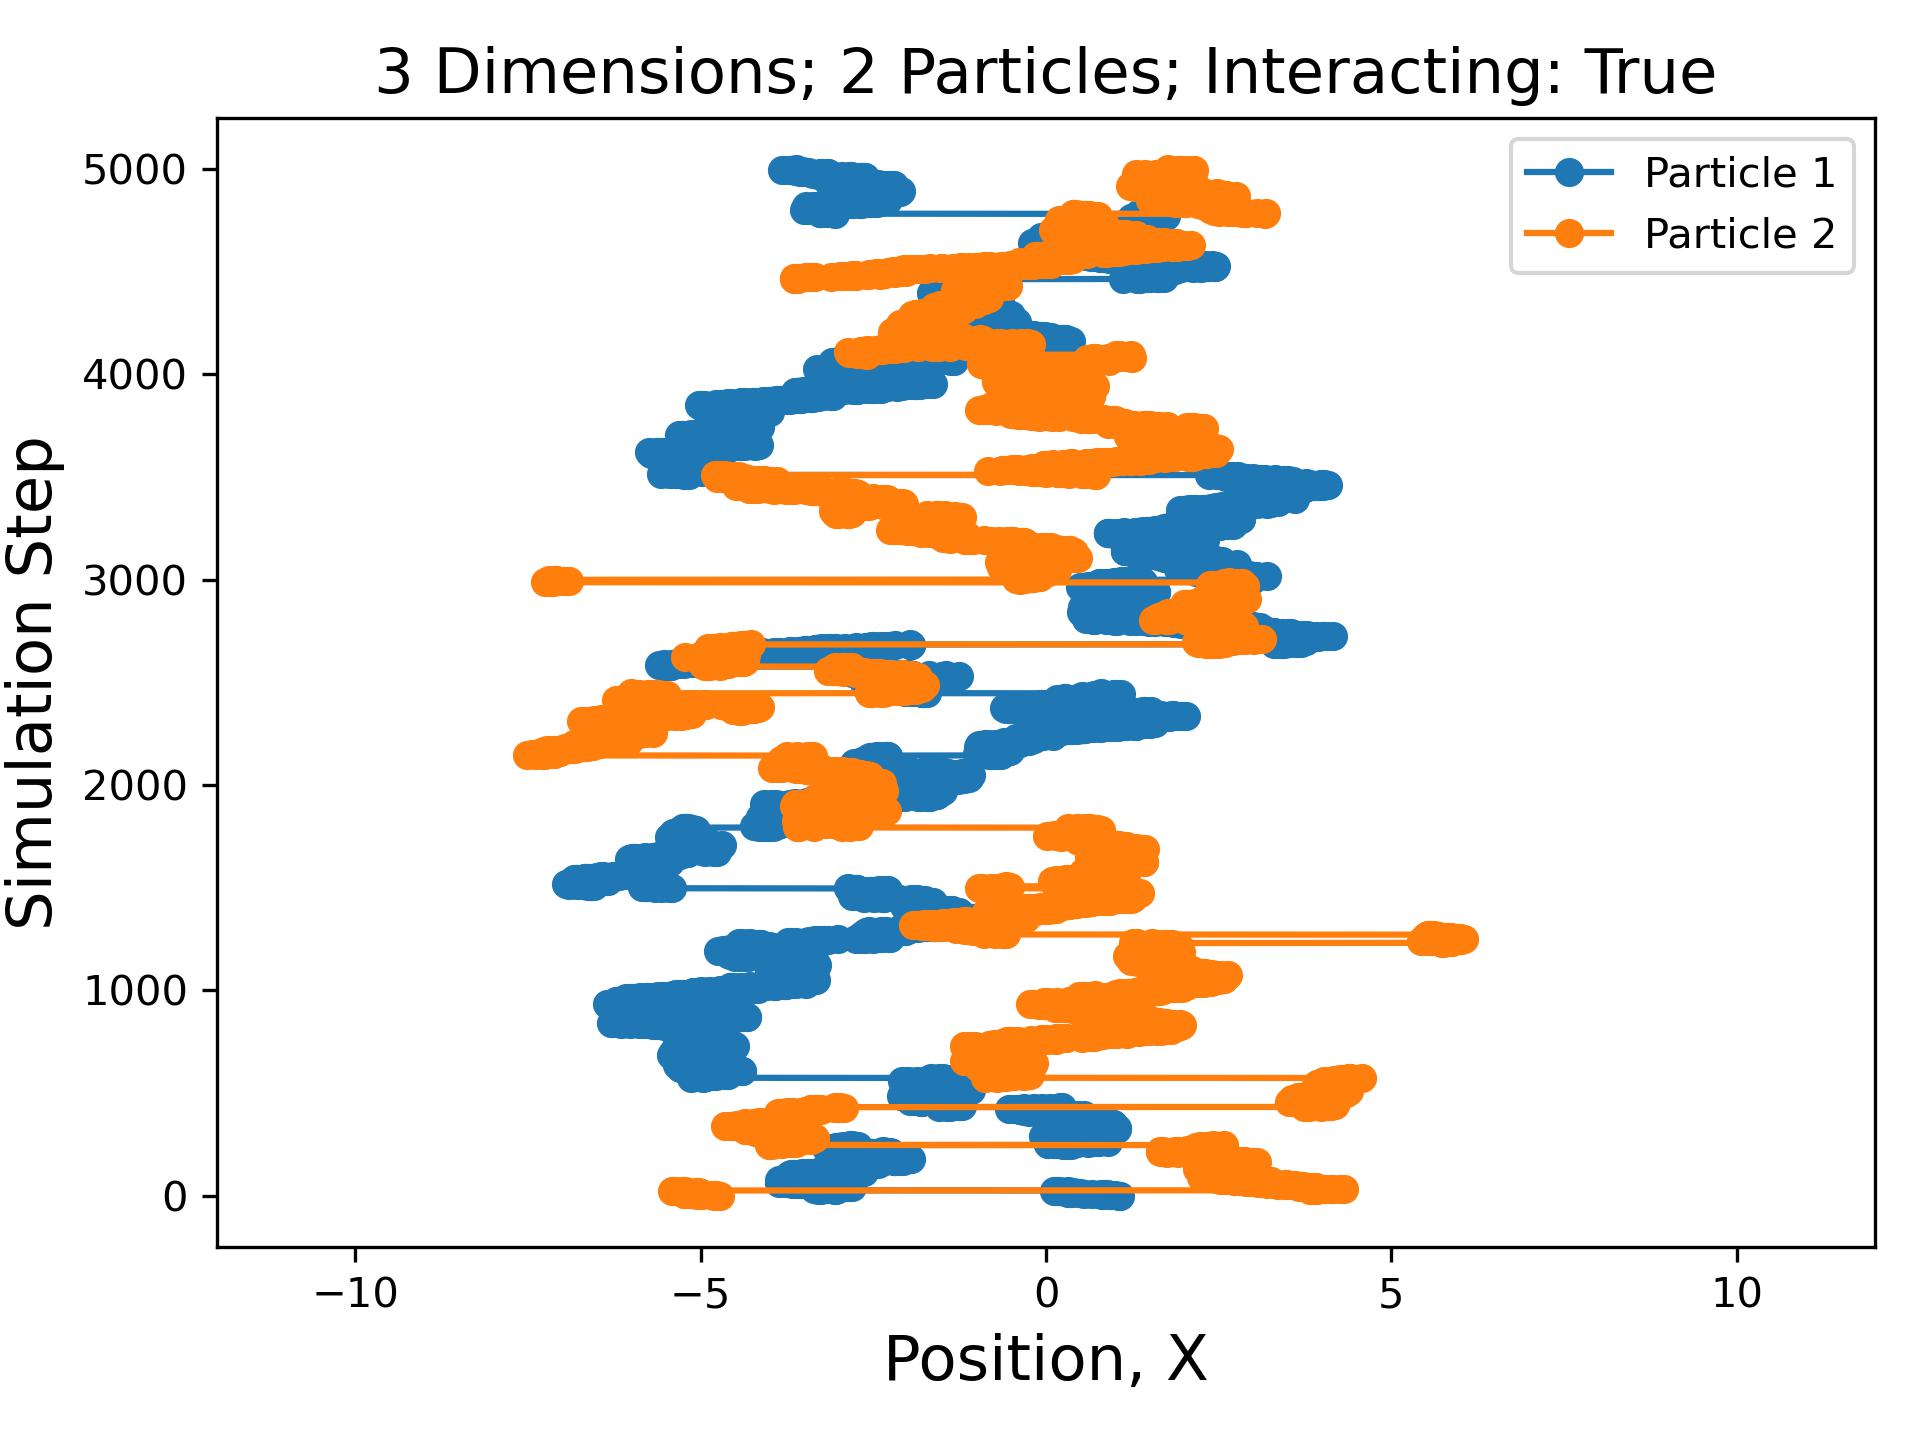 3 Dimensions; 2 Particles; Interacting: True
Particle 1
Particle 2
5000
4000
3000
2000
1000
0
Simulation Step
−10
−5
0
5
10
Position, X